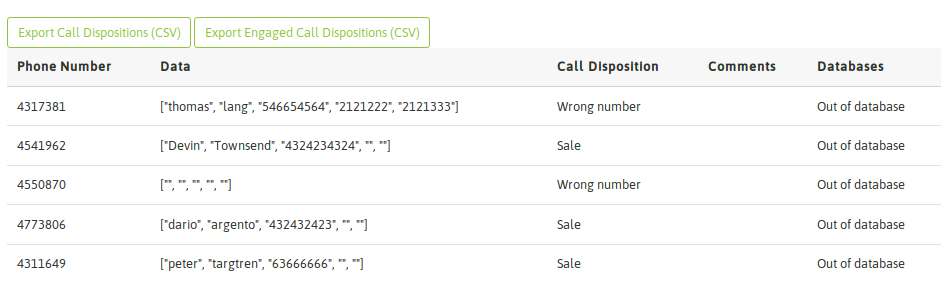 Export Call Dispositions (CSV) Export Engaged Call Dispositions (CSV)
Phone Number Data Call Disposition Comments Databases
4317381 ["thomas", "lang", "546654564", "2121222", "2121333"] Wrong number Out of database
4541962 ["Devin", "Townsend", "4324234324", "", ""] Sale Out of database
4550870 ["", "", "", "", ""] Wrong number Out of database
4773806 ["dario", "argento", "432432423", "", ""] Sale Out of database
4311649 ["peter", "targtren", "63666666", "", ""] Sale Out of database